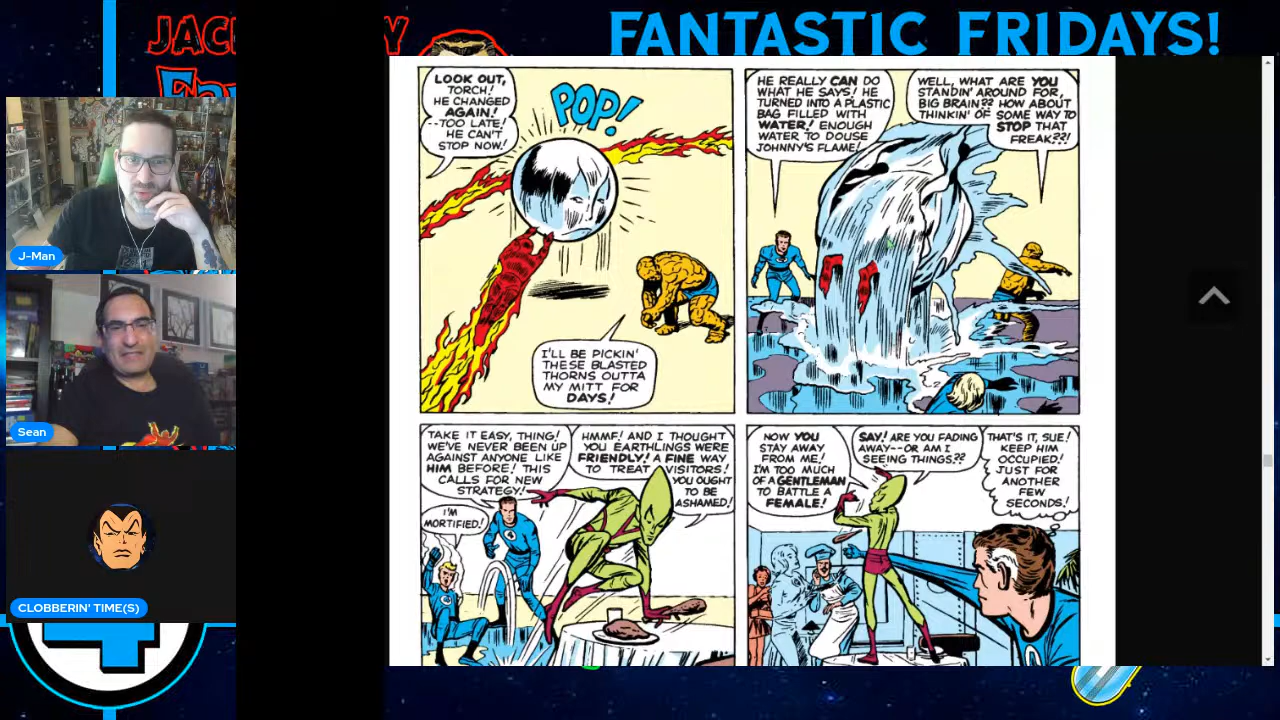 FANTASTIC FRIDAYS!
LOOK OUT,
TORCH!
HE CHANGED
AGAIN!
--TOO LATE!
HE CAN'T
STOP NOW!
POP!
I'LL BE PICKIN'
THESE BLASTED
THORNS OUTTA
MY MITT FOR
DAYS!
HE REALLY CAN DO
WHAT HE SAYS! HE
TURNED INTO A PLASTIC
BAG FILLED WITH
WATER! ENOUGH
WATER TO DOUSE
JOHNNY'S FLAME!
WELL, WHAT ARE YOU
STANDIN' AROUND FOR,
BIG BRAIN?? HOW ABOUT
THINKIN' OF SOME WAY TO
STOP THAT
FREAK??!
TAKE IT EASY, THING!
WE'VE NEVER BEEN UP
AGAINST ANYONE LIKE
HIM BEFORE! THIS
CALLS FOR NEW
STRATEGY!
I'M
MORTIFIED!
HMMF! AND I THOUGHT
YOU EARTHLINGS WERE
FRIENDLY! A FINE WAY
TO TREAT VISITORS!
YOU OUGHT
TO BE
ASHAMED!
NOW YOU
STAY AWAY
FROM ME!
I'M TOO MUCH
OF A GENTLEMAN
TO BATTLE A
FEMALE!
SAY! ARE YOU FADING
AWAY--OR AM I
SEEING THINGS??
THAT'S IT, SUE!
KEEP HIM
OCCUPIED!
JUST FOR
ANOTHER
FEW
SECONDS!
J-Man
Sean
CLOBBERIN' TIME(S)
4